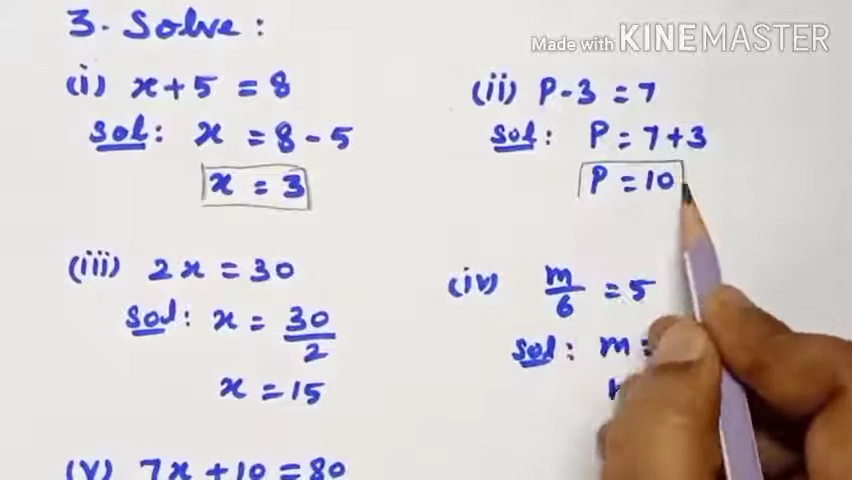 3. Solve :
Made with KINEMASTER
(i) x + 5 = 8
Sol : x = 8 - 5
x = 3
(ii) P - 3 = 7
Sol : P = 7 + 3
P = 10
(iii) 2x = 30
Sol : x = 30/2
x = 15
(iv) m/6 = 5
Sol : m =
(v) 7x + 10 = 80